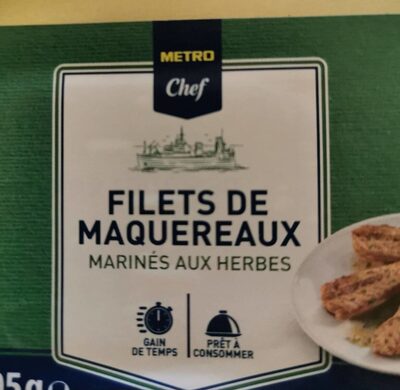 METRO
Chef
FILETS DE
MAQUEREAUX
MARINÉS AUX HERBES
GAIN
DE TEMPS
PRÊT À
CONSOMMER